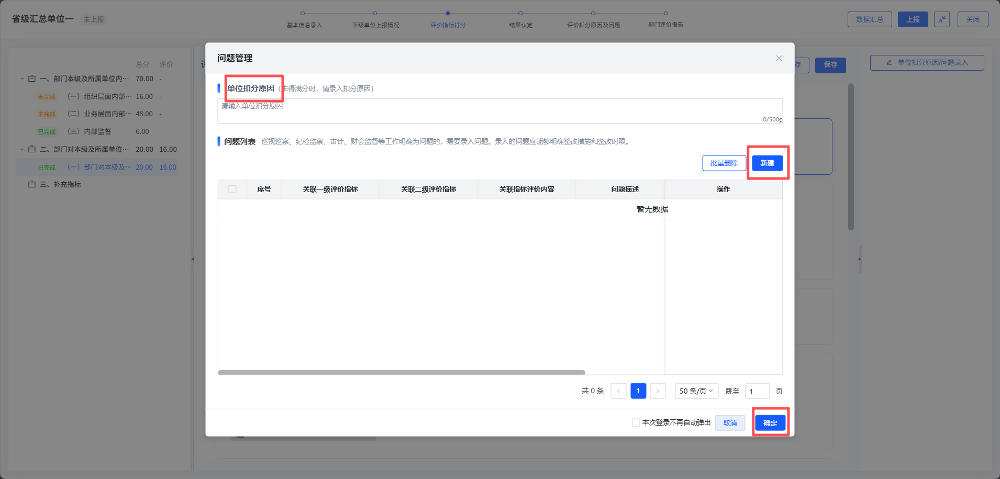 省级汇总单位一
未上报
基本信息录入
下级单位上报情况
评价指标打分
结果认定
评价扣分原因及问题
部门评价报告
数据汇总
上报
关闭
总分 评价
一、部门本级及所属单位内··· 70.00 -
未完成 （一）组织层面内部··· 16.00 -
未完成 （二）业务层面内部··· 48.00 -
已完成 （三）内部监督 6.00
二、部门对本级及所属单位··· 20.00 16.00
已完成 （一）部门对本级及··· 20.00 16.00
三、补充指标
存
保存
单位扣分原因/问题录入
问题管理
单位扣分原因 (未得满分时，请录入扣分原因)
请输入单位扣分原因
0/500
问题列表 巡视巡察、纪检监察、审计、财会监督等工作明确为问题的，需要录入问题。录入的问题应能够明确整改措施和整改时限。
批量删除
新建
序号 关联一级评价指标 关联二级评价指标 关联指标评价内容 问题描述 操作
暂无数据
共 0 条 < 1 > 50 条/页 跳至 1 页
本次登录不再自动弹出
取消
确定